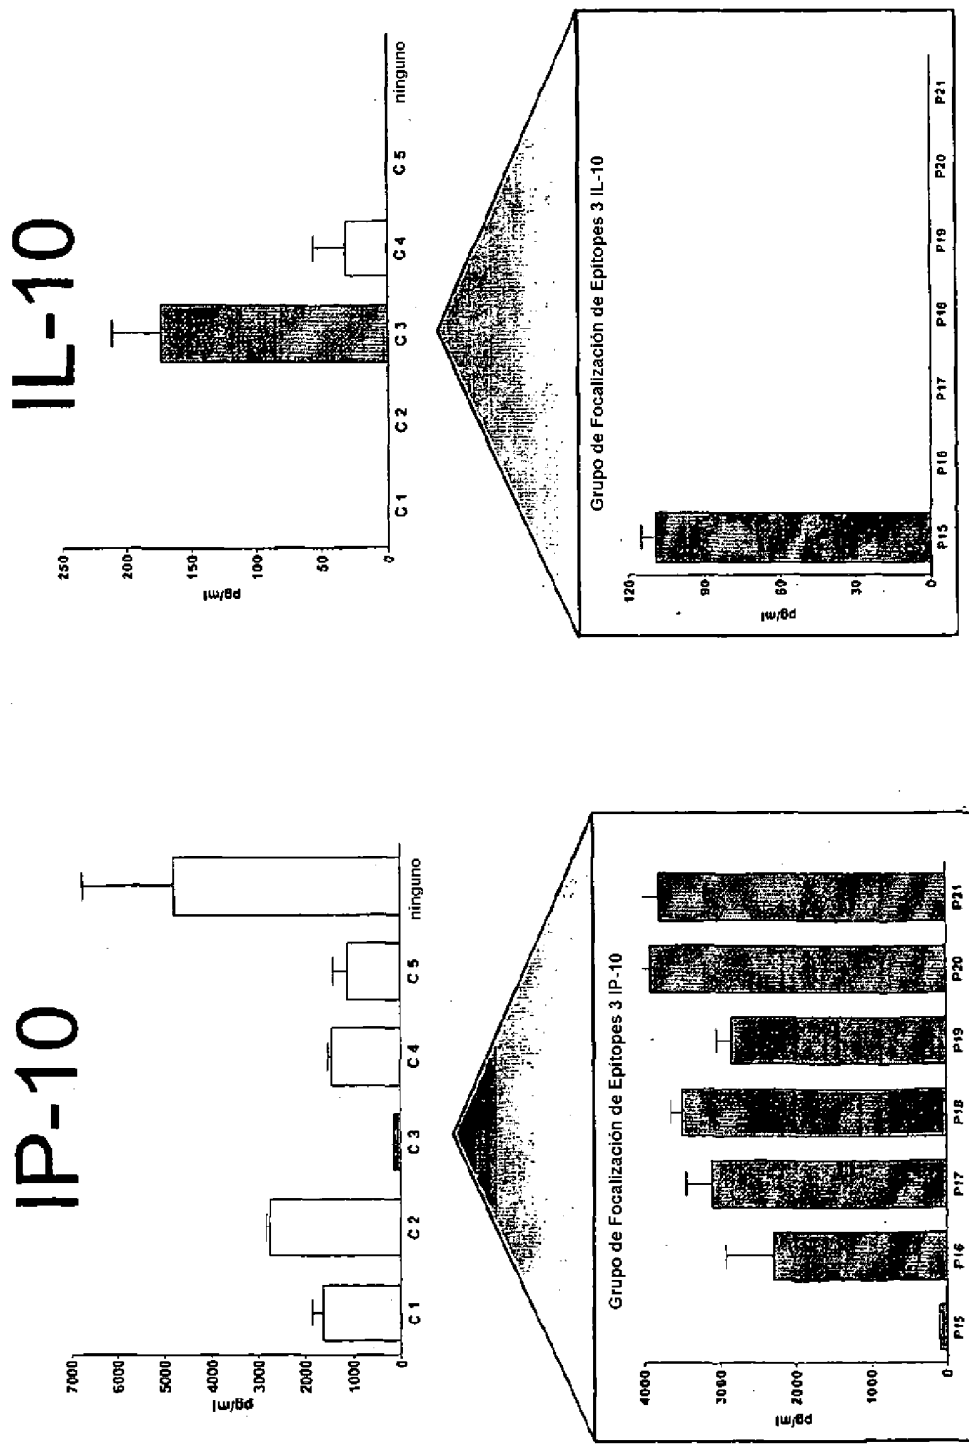 IP-10
7000
6000
5000
4000
3000
2000
1000
0
pg/ml
C 1
C 2
C 3
C 4
C 5
ninguno
Grupo de Focalización de Epitopes 3 IP-10
4000
3000
2000
1000
0
pg/ml
P15
P16
P17
P18
P19
P20
P21
IL-10
250
200
150
100
50
0
pg/ml
C 1
C 2
C 3
C 4
C 5
ninguno
Grupo de Focalización de Epitopes 3 IL-10
120
90
60
30
0
pg/ml
P15
P16
P17
P18
P19
P20
P21